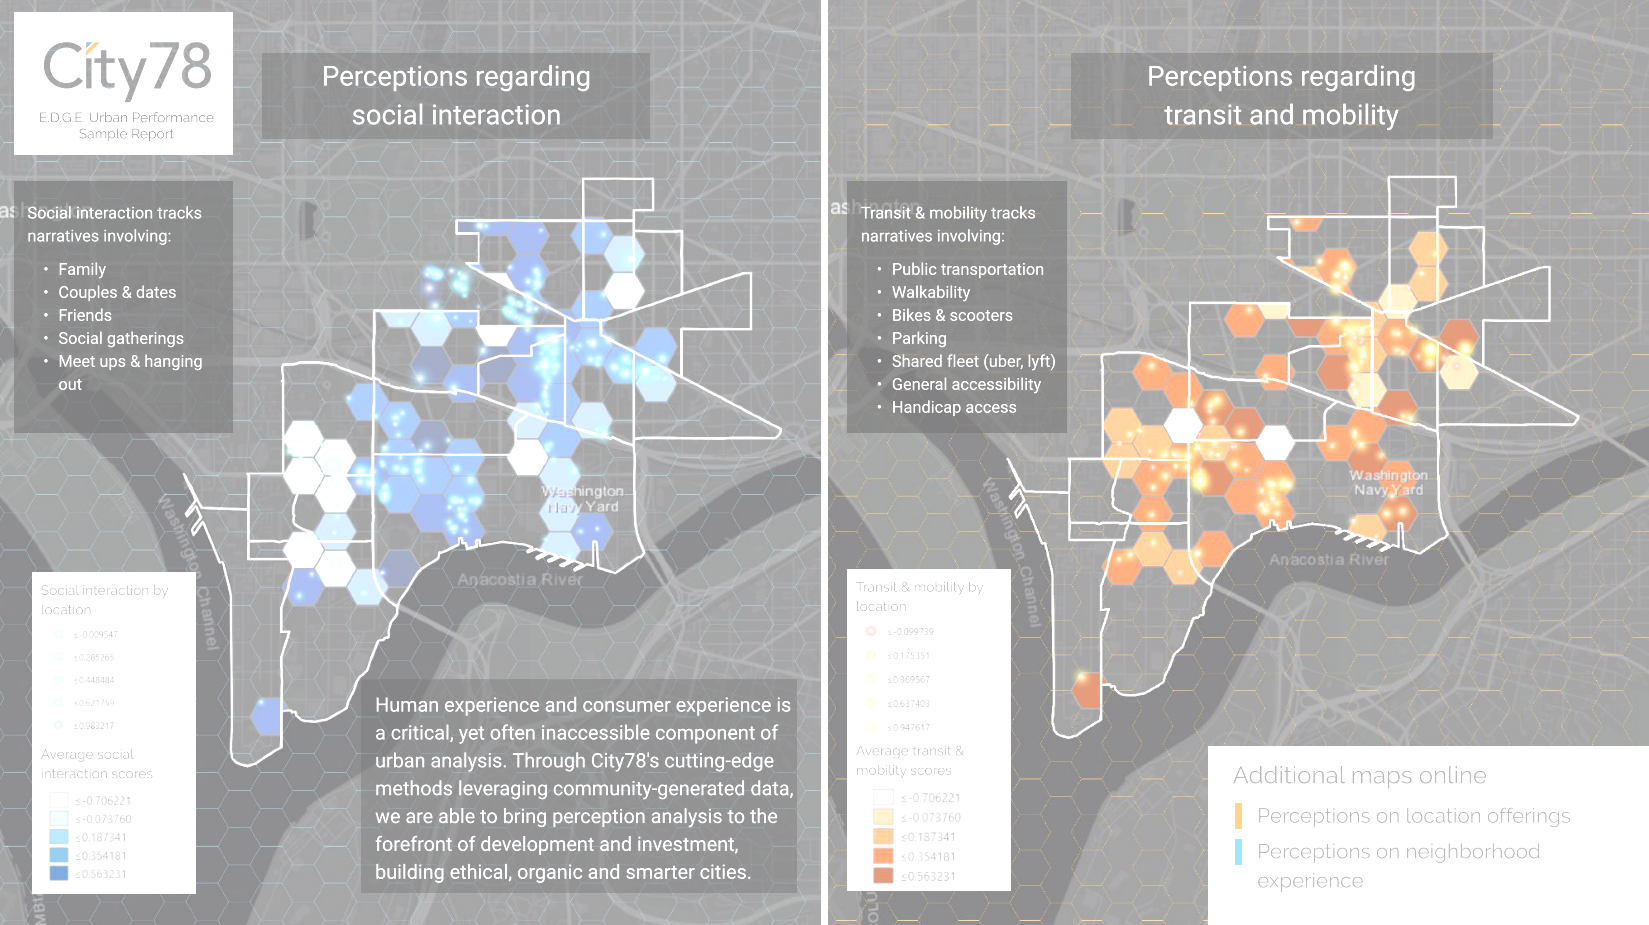 City78
E.D.G.E. Urban Performance
Sample Report
Perceptions regarding
social interaction
Washington
Social interaction tracks
narratives involving:
• Family
• Couples & dates
• Friends
• Social gatherings
• Meet ups & hanging
out
Washington
Navy Yard
Anacostia River
Washington Channel
Social interaction by
location
≤ -0.009547
≤ 0.285265
≤ 0.448484
≤ 0.621759
≤ 0.983217
Average social
interaction scores
≤ -0.706221
≤ -0.073760
≤ 0.187341
≤ 0.354181
≤ 0.563231
Human experience and consumer experience is
a critical, yet often inaccessible component of
urban analysis. Through City78's cutting-edge
methods leveraging community-generated data,
we are able to bring perception analysis to the
forefront of development and investment,
building ethical, organic and smarter cities.
Perceptions regarding
transit and mobility
Washington
Transit & mobility tracks
narratives involving:
• Public transportation
• Walkability
• Bikes & scooters
• Parking
• Shared fleet (uber, lyft)
• General accessibility
• Handicap access
Washington
Navy Yard
Anacostia River
Washington Channel
Transit & mobility by
location
≤ -0.099739
≤ 0.175351
≤ 0.369567
≤ 0.637403
≤ 0.947617
Average transit &
mobility scores
≤ -0.706221
≤ -0.073760
≤ 0.187341
≤ 0.354181
≤ 0.563231
Additional maps online
Perceptions on location offerings
Perceptions on neighborhood
experience